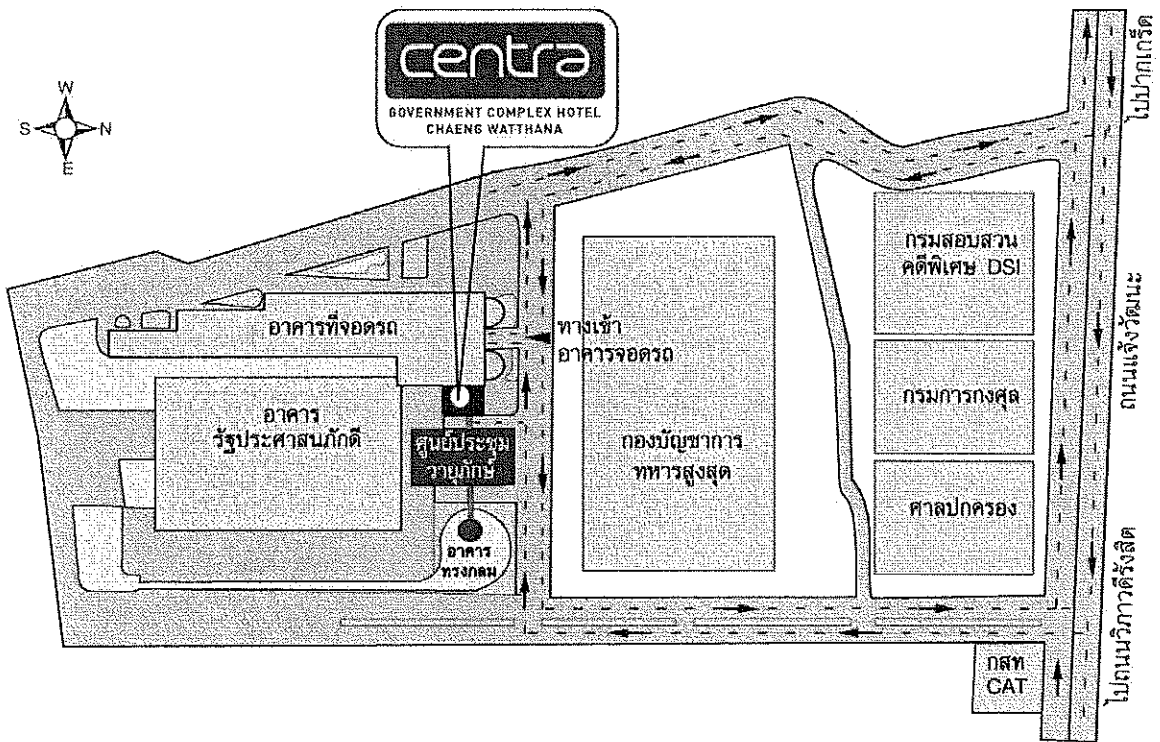 centra
GOVERNMENT COMPLEX HOTEL
CHAENG WATTHANA
W
S
N
E
ไปปากเกร็ด
กรมสอบสวน
คดีพิเศษ DSI
อาคารที่จอดรถ
ทางเข้า
อาคารจอดรถ
ถนนแจ้งวัฒนะ
กรมการกงศุล
อาคาร
รัฐประศาสนภักดี
ศูนย์ประชุม
วายุภักษ์
กองบัญชาการ
ทหารสูงสุด
ศาลปกครอง
อาคาร
ทรงกลม
ไปถนนวิภาวดีรังสิต
กสท
CAT